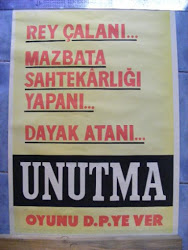 REY ÇALANI...
MAZBATA
SAHTEKÂRLIĞI
YAPANI...
DAYAK ATANI...
UNUTMA
OYUNU D.P.YE VER